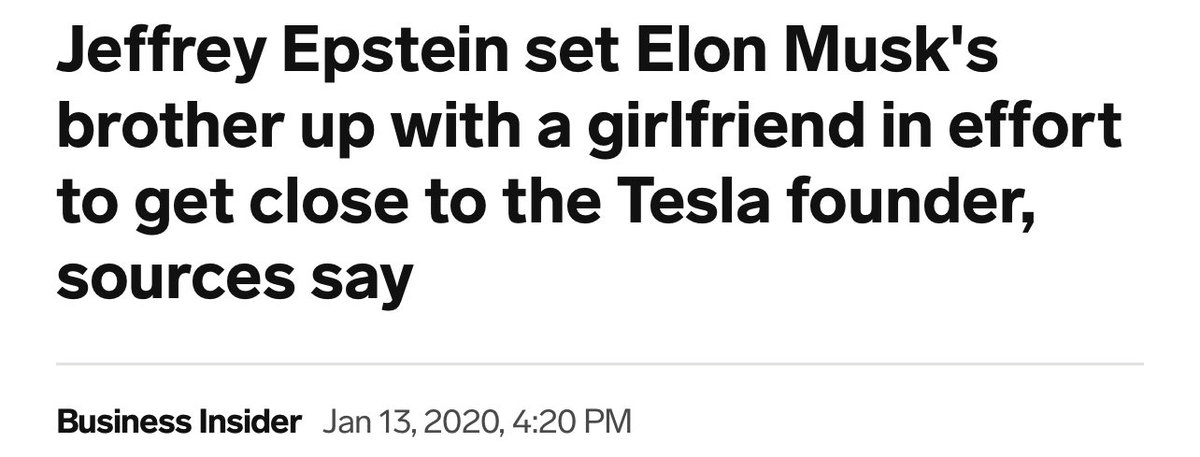 Jeffrey Epstein set Elon Musk's
brother up with a girlfriend in effort
to get close to the Tesla founder,
sources say
Business Insider Jan 13, 2020, 4:20 PM